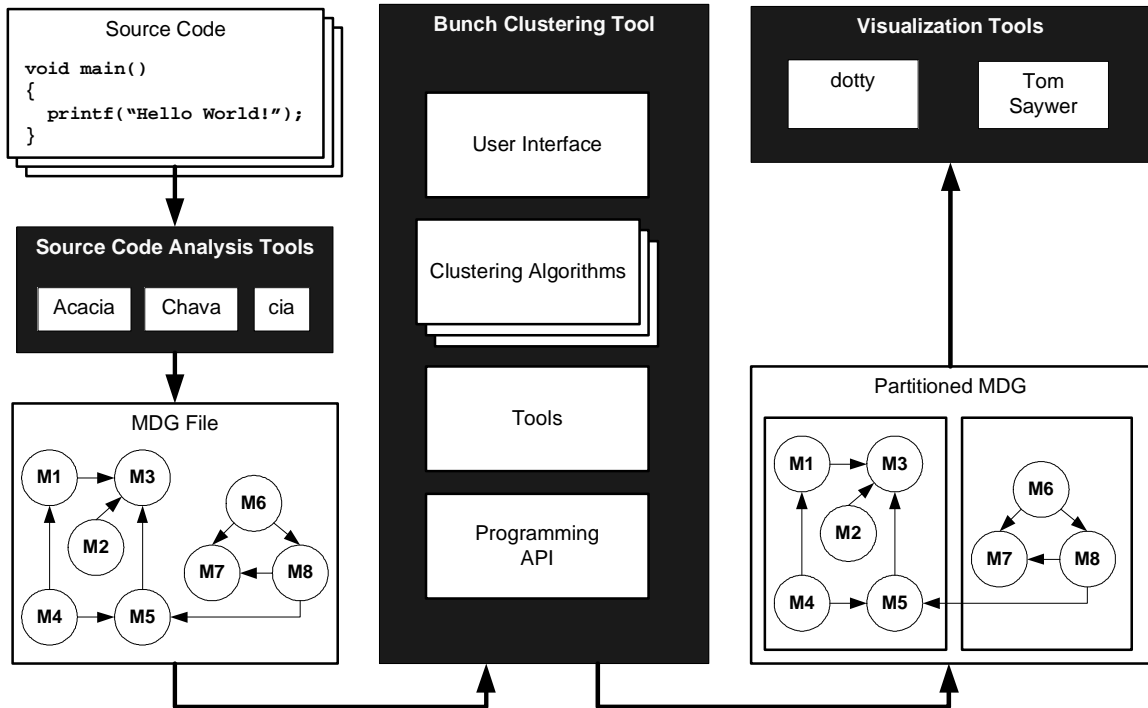 Source Code
void main()
{
printf(“Hello World!”);
}
Source Code Analysis Tools
Acacia
Chava
cia
MDG File
M1
M3
M6
M2
M7
M8
M4
M5
Bunch Clustering Tool
User Interface
Clustering Algorithms
Tools
Programming
API
Visualization Tools
dotty
Tom
Saywer
Partitioned MDG
M1
M3
M6
M2
M7
M8
M4
M5